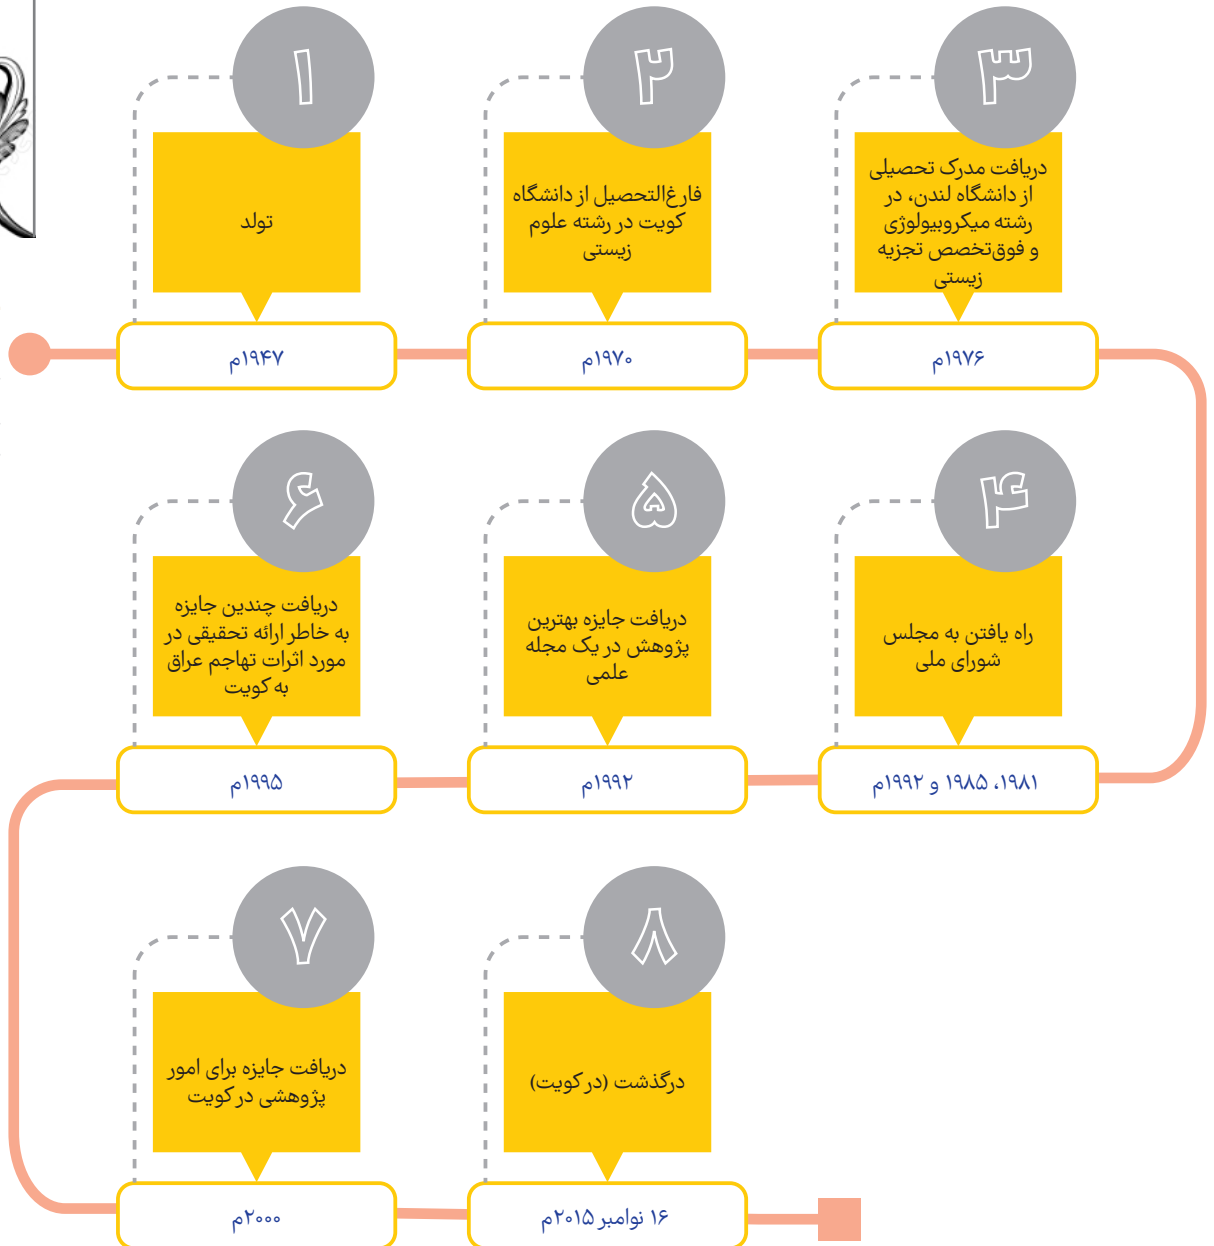 ۱
تولد
۱۹۴۷م
۲
فارغ‌التحصیل از دانشگاه
کویت در رشته علوم
زیستی
۱۹۷۰م
۳
دریافت مدرک تحصیلی
از دانشگاه لندن، در
رشته میکروبیولوژی
و فوق‌تخصص تجزیه
زیستی
۱۹۷۶م
۴
راه یافتن به مجلس
شورای ملی
۱۹۸۱، ۱۹۸۵ و ۱۹۹۲م
۵
دریافت جایزه بهترین
پژوهش در یک مجله
علمی
۱۹۹۲م
۶
دریافت چندین جایزه
به خاطر ارائه تحقیقی در
مورد اثرات تهاجم عراق
به کویت
۱۹۹۵م
۷
دریافت جایزه برای امور
پژوهشی در کویت
۲۰۰۰م
۸
درگذشت (در کویت)
۱۶ نوامبر ۲۰۱۵م